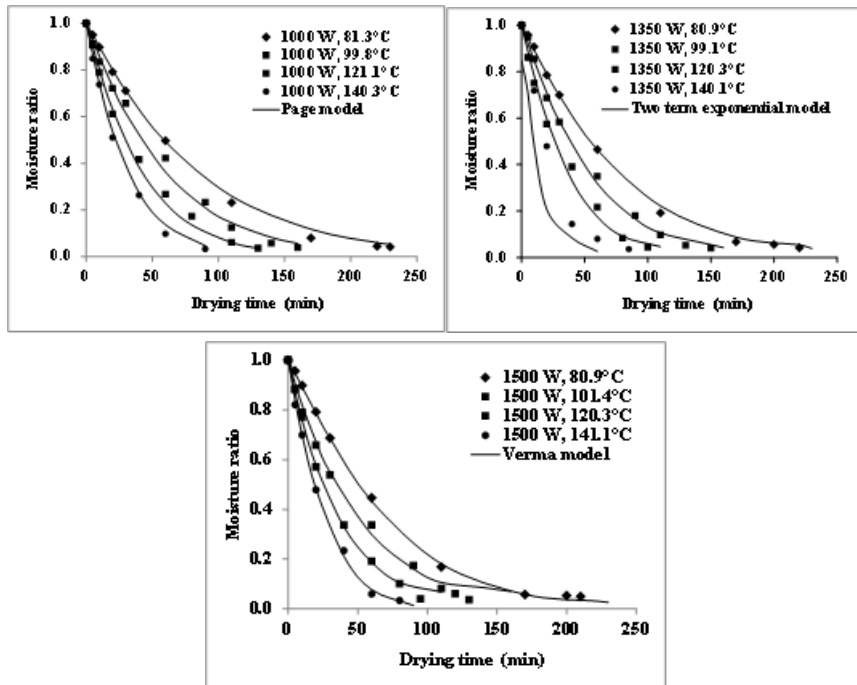 1000 W, 81.3°C
1000 W, 99.8°C
1000 W, 121.1°C
1000 W, 140.3°C
Page model
Moisture ratio
1.0
0.8
0.6
0.4
0.2
0.0
0 50 100 150 200 250
Drying time (min)
1350 W, 80.9°C
1350 W, 99.1°C
1350 W, 120.3°C
1350 W, 140.1°C
Two term exponential model
Moisture ratio
1.0
0.8
0.6
0.4
0.2
0.0
0 50 100 150 200 250
Drying time (min)
1500 W, 80.9°C
1500 W, 101.4°C
1500 W, 120.3°C
1500 W, 141.1°C
Verma model
Moisture ratio
1.0
0.8
0.6
0.4
0.2
0.0
0 50 100 150 200 250
Drying time (min)